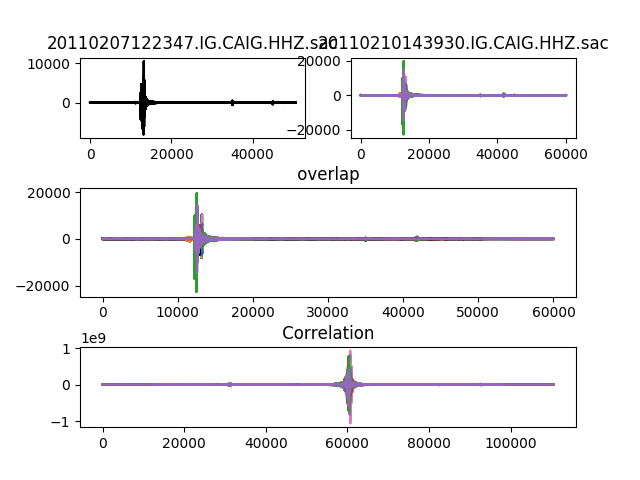 20110207122347.IG.CAIG.HHZ.sac
20110210143930.IG.CAIG.HHZ.sac
10000
0
0 20000 40000
20000
0
−20000
0 20000 40000 60000
overlap
20000
0
−20000
0 10000 20000 30000 40000 50000 60000
Correlation
1e9
1
0
−1
0 20000 40000 60000 80000 100000